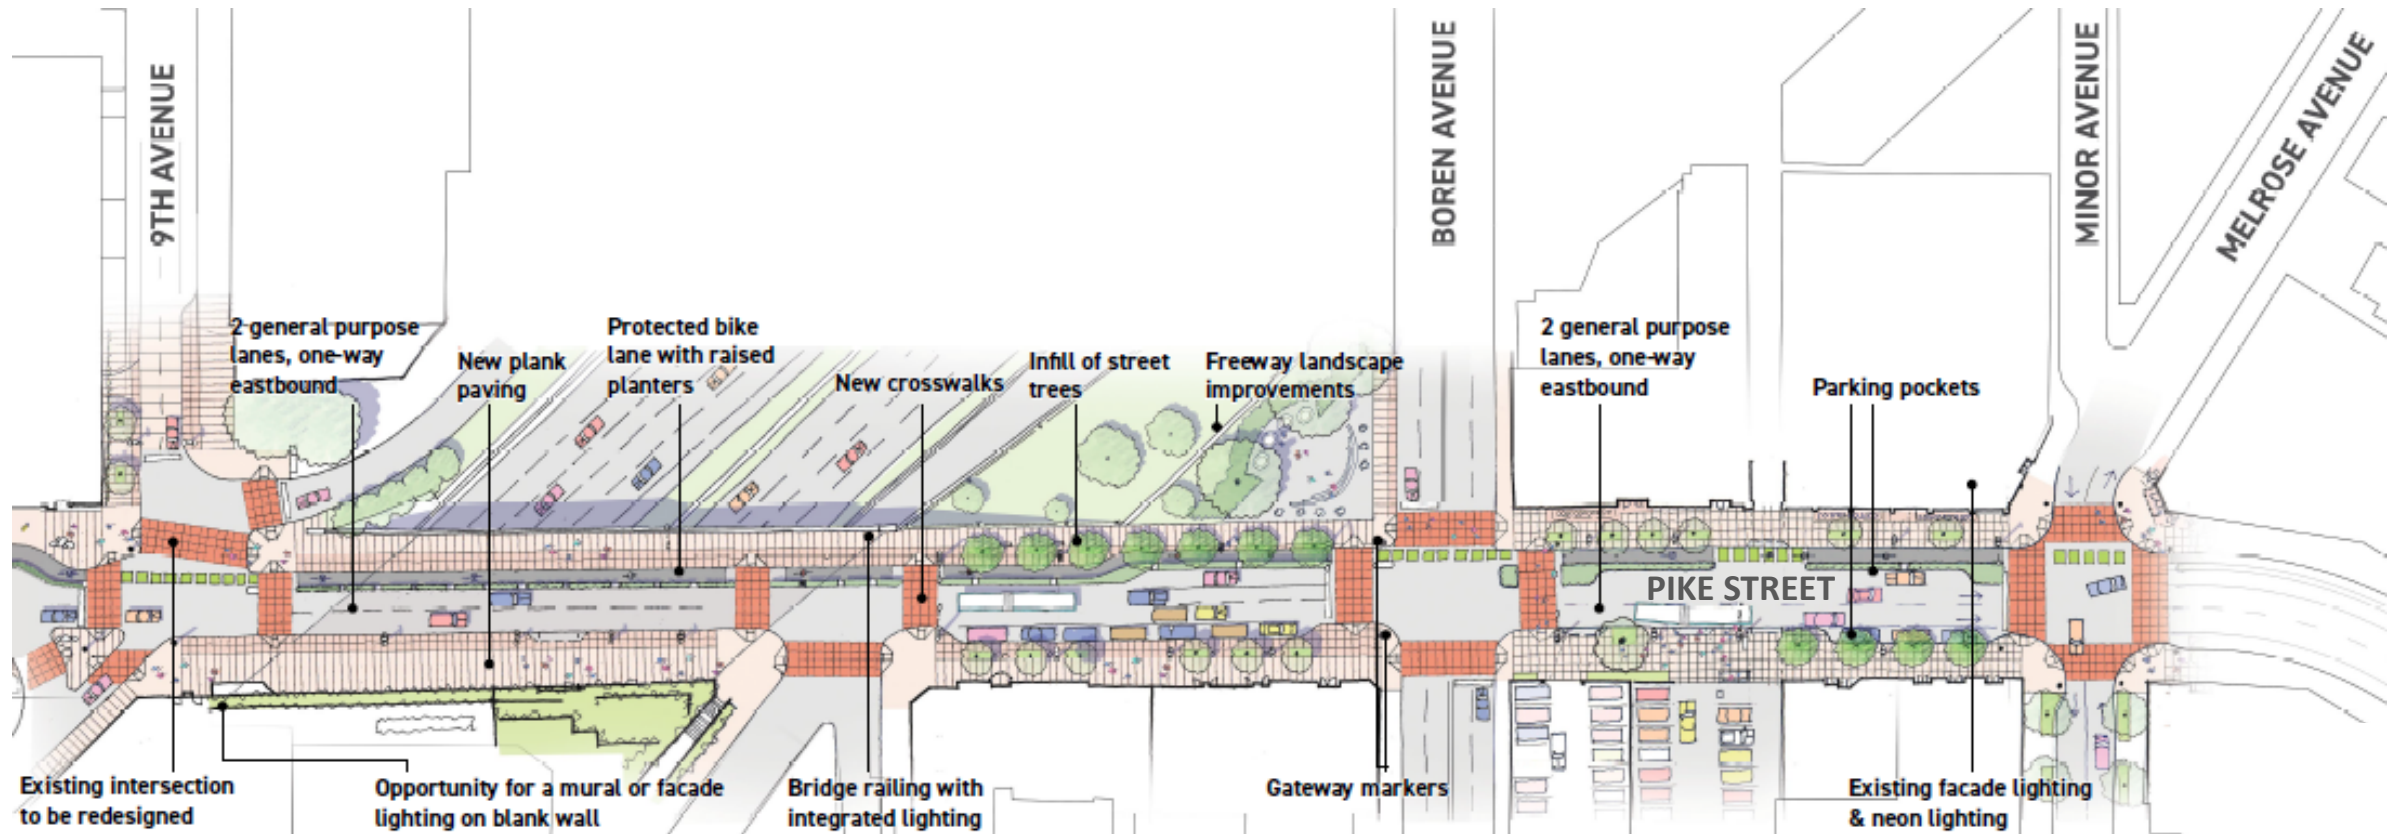 9TH AVENUE
BOREN AVENUE
MINOR AVENUE
MELROSE AVENUE
2 general purpose
lanes, one-way
eastbound
New plank
paving
Protected bike
lane with raised
planters
New crosswalks
Infill of street
trees
Freeway landscape
improvements
2 general purpose
lanes, one-way
eastbound
Parking pockets
PIKE STREET
Existing intersection
to be redesigned
Opportunity for a mural or facade
lighting on blank wall
Bridge railing with
integrated lighting
Gateway markers
Existing facade lighting
& neon lighting